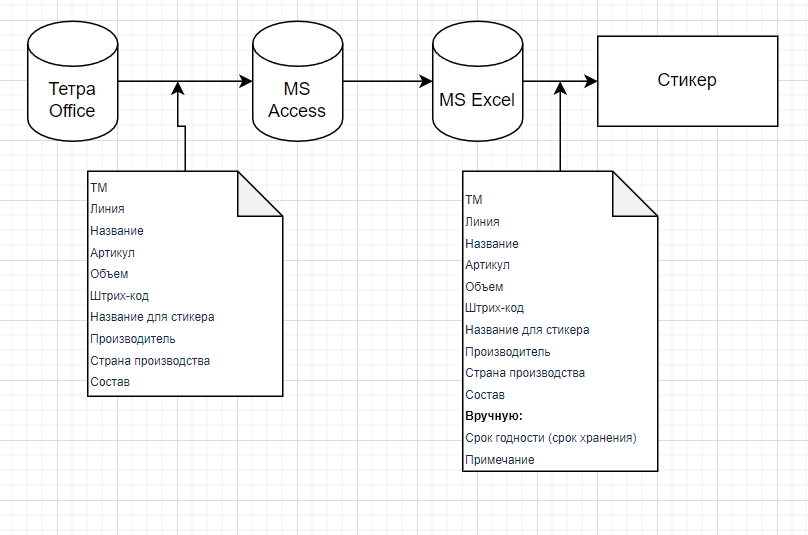 Тетра
Office
MS
Access
MS Excel
Стикер
ТМ
Линия
Название
Артикул
Объем
Штрих-код
Название для стикера
Производитель
Страна производства
Состав
ТМ
Линия
Название
Артикул
Объем
Штрих-код
Название для стикера
Производитель
Страна производства
Состав
Вручную:
Срок годности (срок хранения)
Примечание